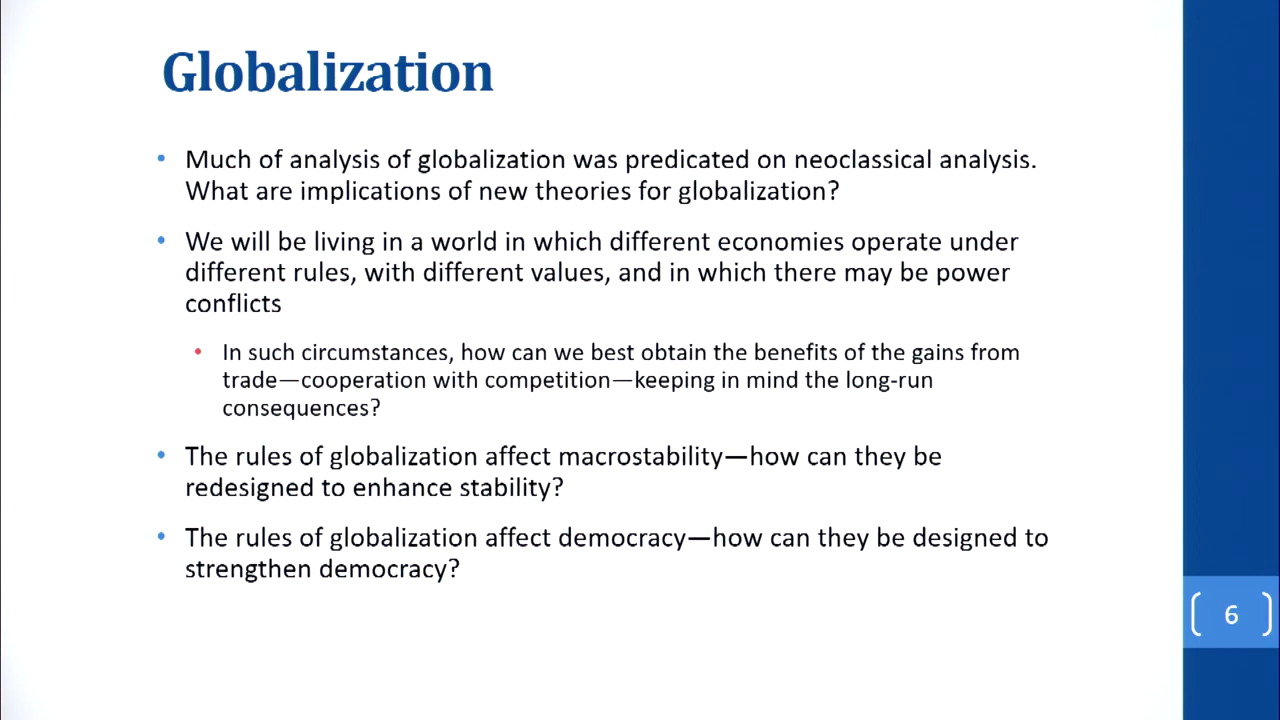 Globalization
• Much of analysis of globalization was predicated on neoclassical analysis.
What are implications of new theories for globalization?
• We will be living in a world in which different economies operate under
different rules, with different values, and in which there may be power
conflicts
• In such circumstances, how can we best obtain the benefits of the gains from
trade—cooperation with competition—keeping in mind the long-run
consequences?
• The rules of globalization affect macrostability—how can they be
redesigned to enhance stability?
• The rules of globalization affect democracy—how can they be designed to
strengthen democracy?
6